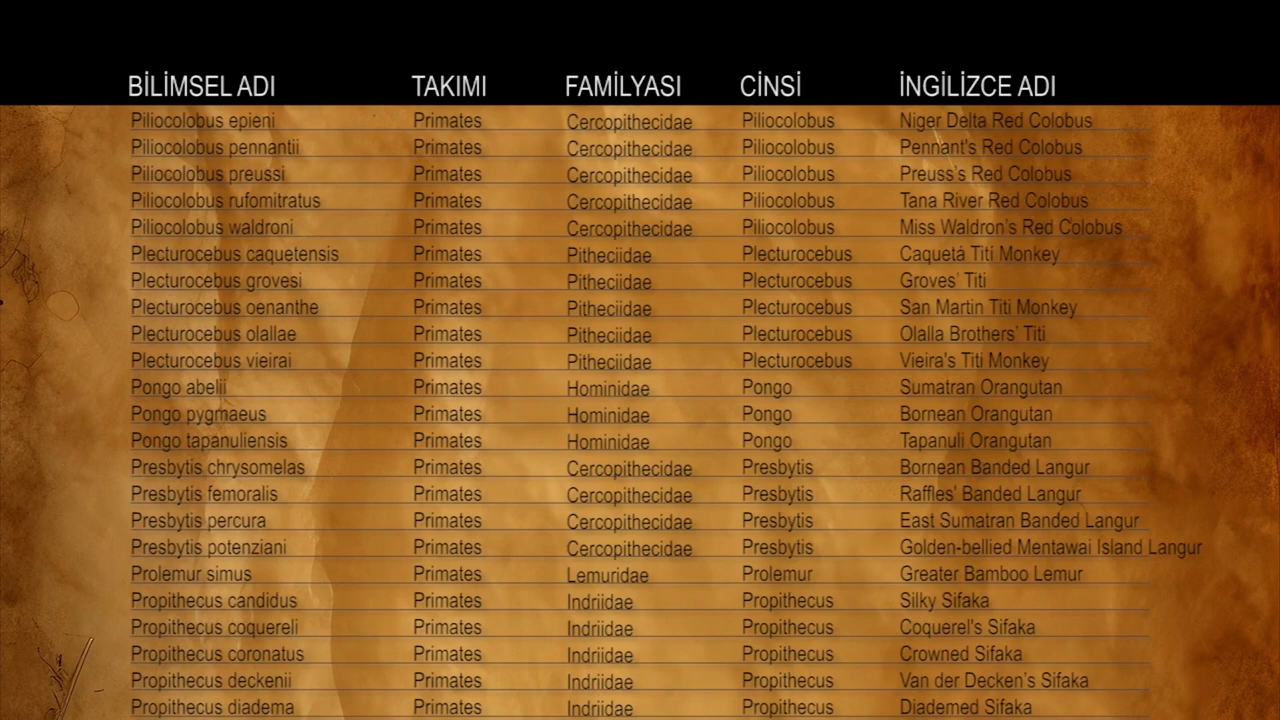 BİLİMSEL ADI TAKIMI FAMİLYASI CİNSİ İNGİLİZCE ADI
Piliocolobus epieni Primates Cercopithecidae Piliocolobus Niger Delta Red Colobus
Piliocolobus pennantii Primates Cercopithecidae Piliocolobus Pennant's Red Colobus
Piliocolobus preussi Primates Cercopithecidae Piliocolobus Preuss's Red Colobus
Piliocolobus rufomitratus Primates Cercopithecidae Piliocolobus Tana River Red Colobus
Piliocolobus waldroni Primates Cercopithecidae Piliocolobus Miss Waldron's Red Colobus
Plecturocebus caquetensis Primates Pitheciidae Plecturocebus Caquetá Titi Monkey
Plecturocebus grovesi Primates Pitheciidae Plecturocebus Groves' Titi
Plecturocebus oenanthe Primates Pitheciidae Plecturocebus San Martin Titi Monkey
Plecturocebus olallae Primates Pitheciidae Plecturocebus Olalla Brothers' Titi
Plecturocebus vieirai Primates Pitheciidae Plecturocebus Vieira's Titi Monkey
Pongo abelii Primates Hominidae Pongo Sumatran Orangutan
Pongo pygmaeus Primates Hominidae Pongo Bornean Orangutan
Pongo tapanuliensis Primates Hominidae Pongo Tapanuli Orangutan
Presbytis chrysomelas Primates Cercopithecidae Presbytis Bornean Banded Langur
Presbytis femoralis Primates Cercopithecidae Presbytis Raffles' Banded Langur
Presbytis percura Primates Cercopithecidae Presbytis East Sumatran Banded Langur
Presbytis potenziani Primates Cercopithecidae Presbytis Golden-bellied Mentawai Island Langur
Prolemur simus Primates Lemuridae Prolemur Greater Bamboo Lemur
Propithecus candidus Primates Indriidae Propithecus Silky Sifaka
Propithecus coquereli Primates Indriidae Propithecus Coquerel's Sifaka
Propithecus coronatus Primates Indriidae Propithecus Crowned Sifaka
Propithecus deckenii Primates Indriidae Propithecus Van der Decken's Sifaka
Propithecus diadema Primates Indriidae Propithecus Diademed Sifaka